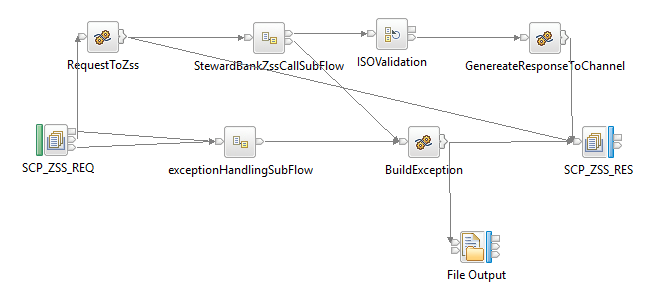 RequestToZss
StewardBankZssCallSubFlow
ISOValidation
GenereateResponseToChannel
SCP_ZSS_REQ
exceptionHandlingSubFlow
BuildException
SCP_ZSS_RES
File Output